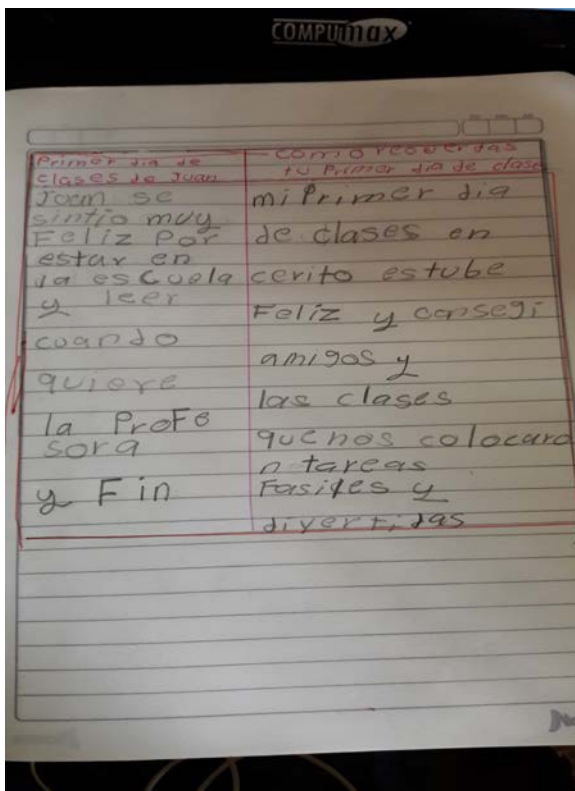 COMPUmax
Primer dia de
clases de Juan
Juan se
sintio muy
Feliz Por
estar en
la escuela
y leer
cuando
quiere
la Profe
sora
y Fin
como recuerdas
tu Primer dia de clase
mi Primer dia
de clases en
cerito estube
Feliz y consegi
amigos y
las clases
que nos colocaro
n tareas
Fasiles y
divertidas